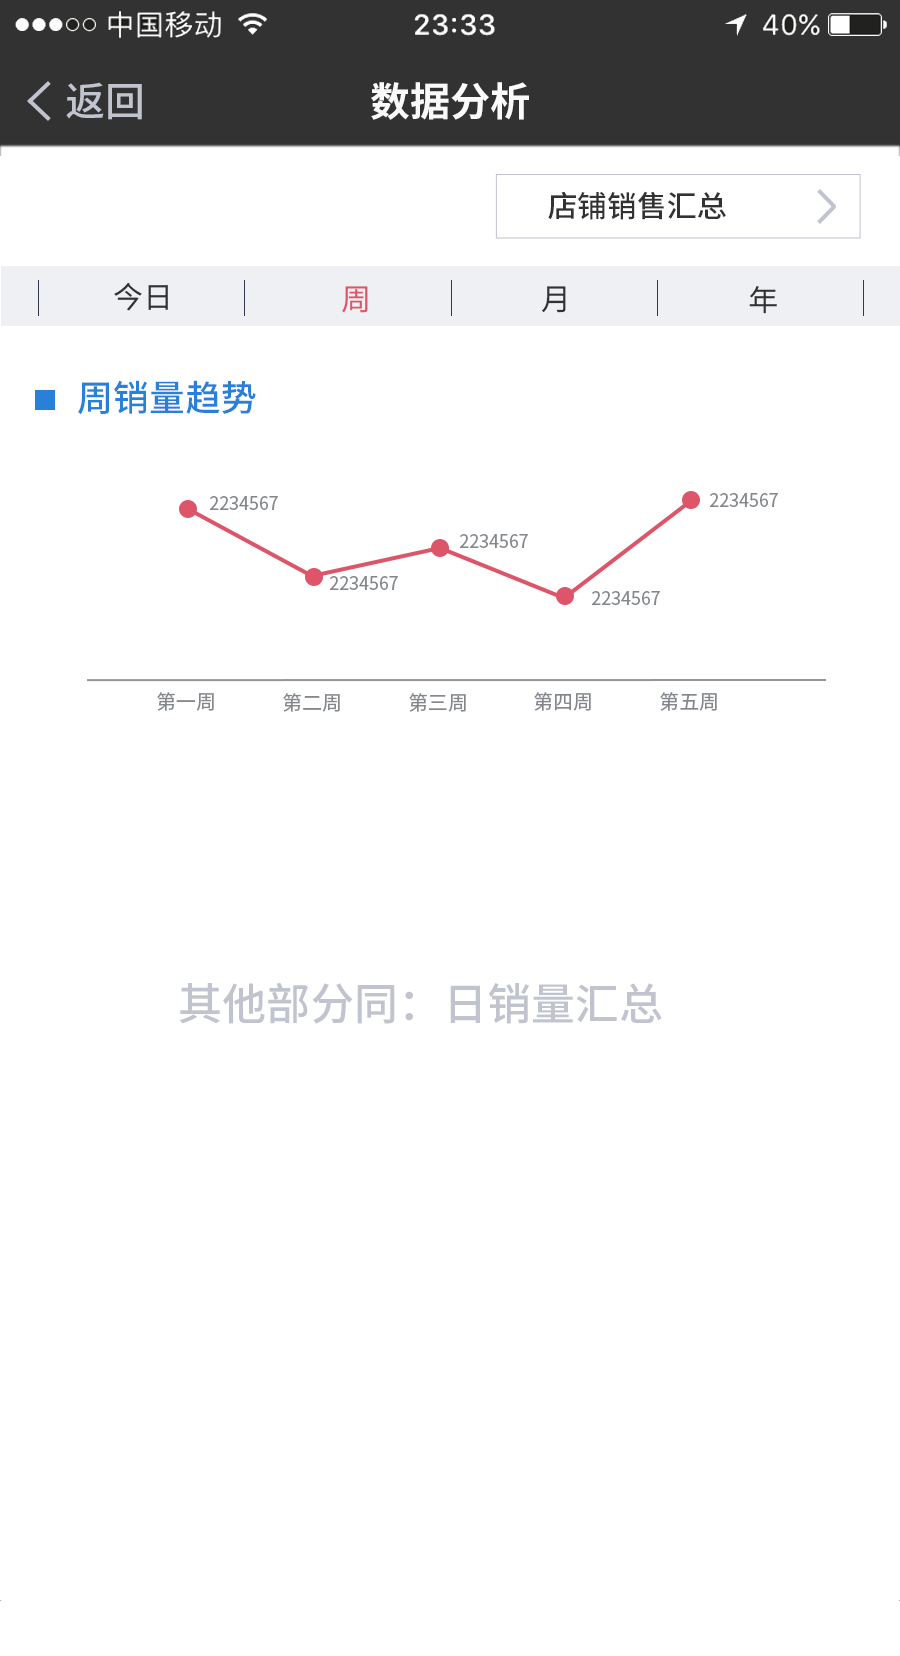 中国移动 23:33 40%
返回 数据分析
店铺销售汇总
今日 周 月 年
周销量趋势
2234567 2234567 2234567 2234567 2234567
第一周 第二周 第三周 第四周 第五周
其他部分同：日销量汇总